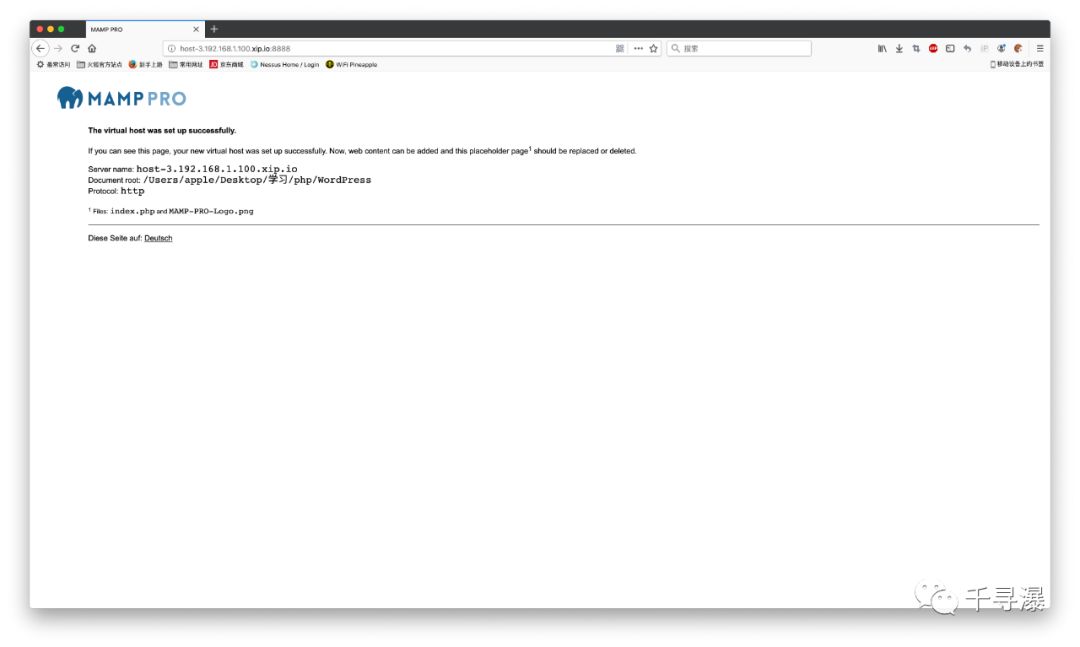 MAMP PRO
host-3.192.168.1.100.xip.io:8888
搜索
最常访问 火狐官方站点 新手上路 常用网址 JD 京东商城 Nessus Home / Login WiFi Pineapple 移动设备上的书签
MAMP PRO
The virtual host was set up successfully.
If you can see this page, your new virtual host was set up successfully. Now, web content can be added and this placeholder page1 should be replaced or deleted.
Server name: host-3.192.168.1.100.xip.io
Document root: /Users/apple/Desktop/学习/php/WordPress
Protocol: http
1 Files: index.php and MAMP-PRO-Logo.png
Diese Seite auf: Deutsch
千寻瀑